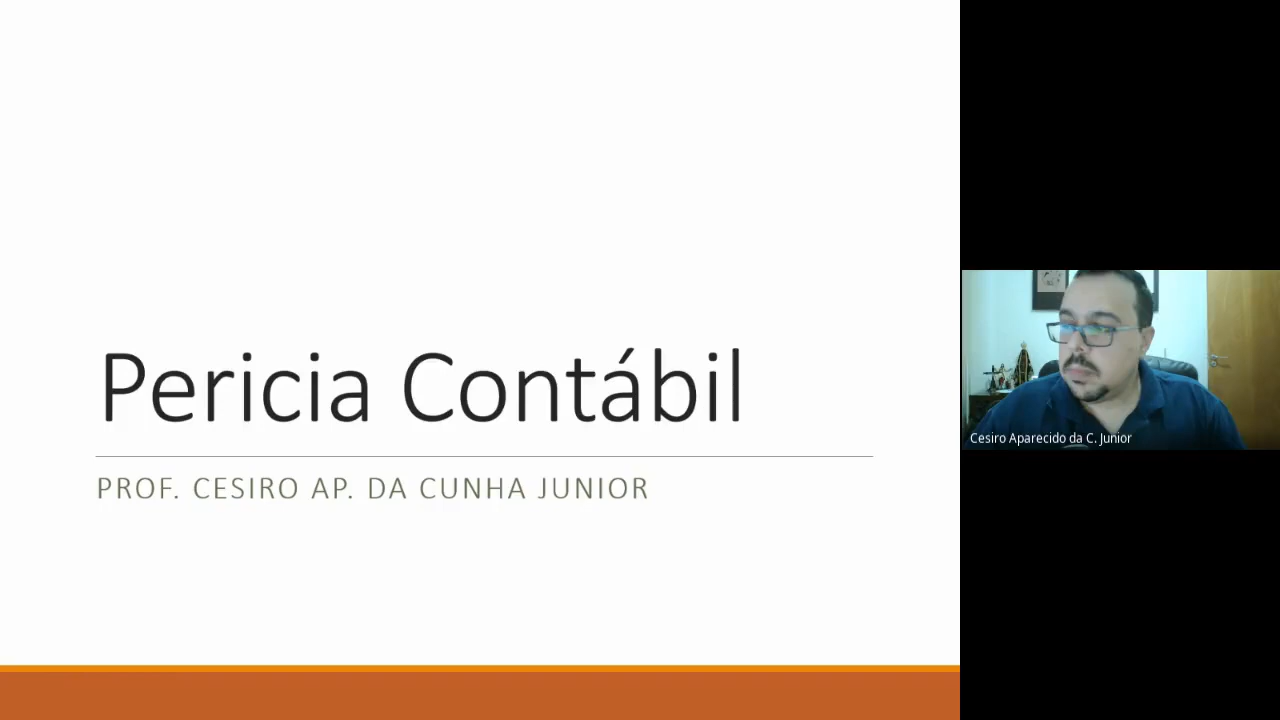 Pericia Contábil
PROF. CESIRO AP. DA CUNHA JUNIOR
Cesiro Aparecido da C. Junior